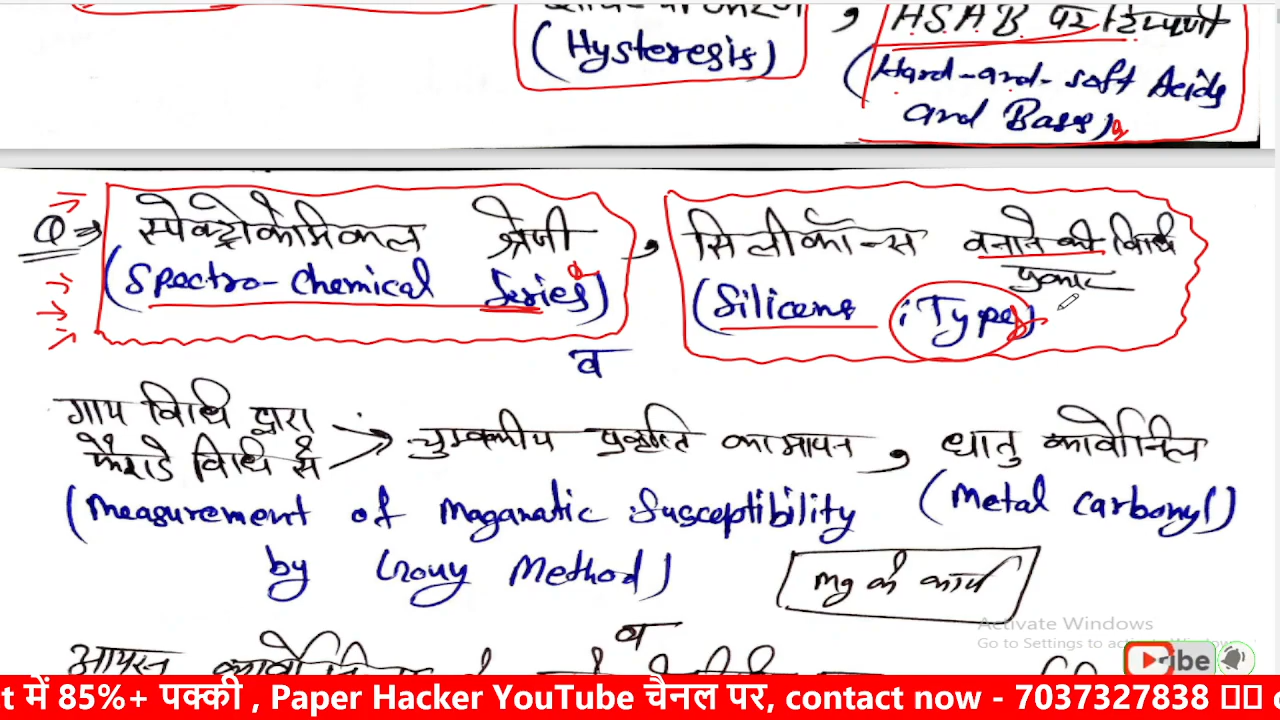 (Hysteresis)
, HSAB पर टिप्पणी
(Hard-and-soft Acids
and Bases)
Q⇒ स्पेक्ट्रोकेमिकल श्रेणी , सिलीकॉन्स बनाने की विधि
प्रकार
(Spectro-Chemical Series) (Silicons ; Types)
व
गाय विधि द्वारा
फैराडे विधि से → चुम्बकीय प्रकृति का मापन , धातु कार्बोनिल
(Measurement of Maganatic Susceptibility (Metal carbonyl)
by Gouy Method)
mg के कार्य
व
Activate Windows
Go to Settings to activate Windows.
ibe
t में 85%+ पक्की , Paper Hacker YouTube चैनल पर, contact now - 7037327838